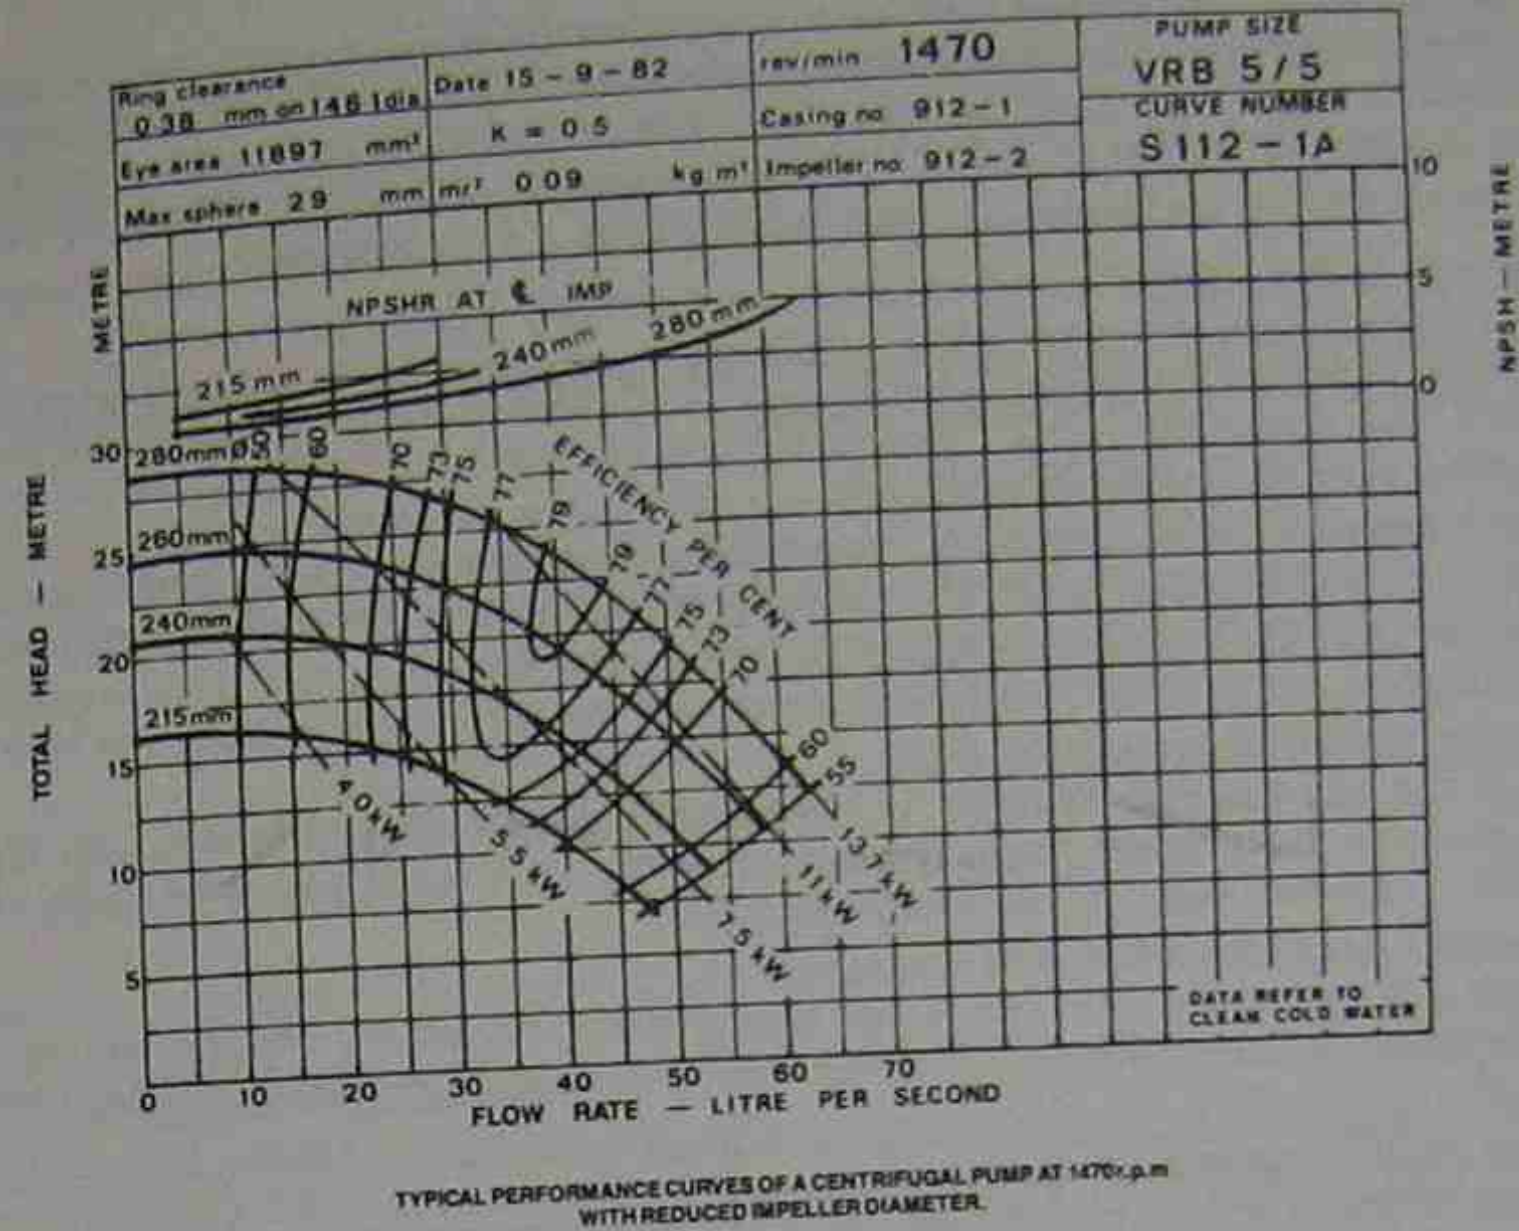 Ring clearance
0.38 mm on 146.1dia
Eye area 11897 mm²
Max sphere 29 mm
Date 15 - 9 - 82
K = 0.5
mr² 0.09 kg m²
rev/min 1470
Casing no 912 - 1
Impeller no. 912 - 2
PUMP SIZE
VRB 5/5
CURVE NUMBER
S112 - 1A
10
5
0
NPSH — METRE
METRE
NPSHR AT ℄ IMP
215 mm
240 mm
280 mm
TOTAL HEAD — METRE
30
25
20
15
10
5
280mm Ø
260mm
240mm
215mm
50
60
70
73
75
77
79
EFFICIENCY PER CENT
79
77
75
73
70
60
55
4.0 kW
5.5 kW
7.5 kW
11 kW
13.7 kW
DATA REFER TO
CLEAN COLD WATER
0 10 20 30 40 50 60 70
FLOW RATE — LITRE PER SECOND
TYPICAL PERFORMANCE CURVES OF A CENTRIFUGAL PUMP AT 1470r.p.m
WITH REDUCED IMPELLER DIAMETER.